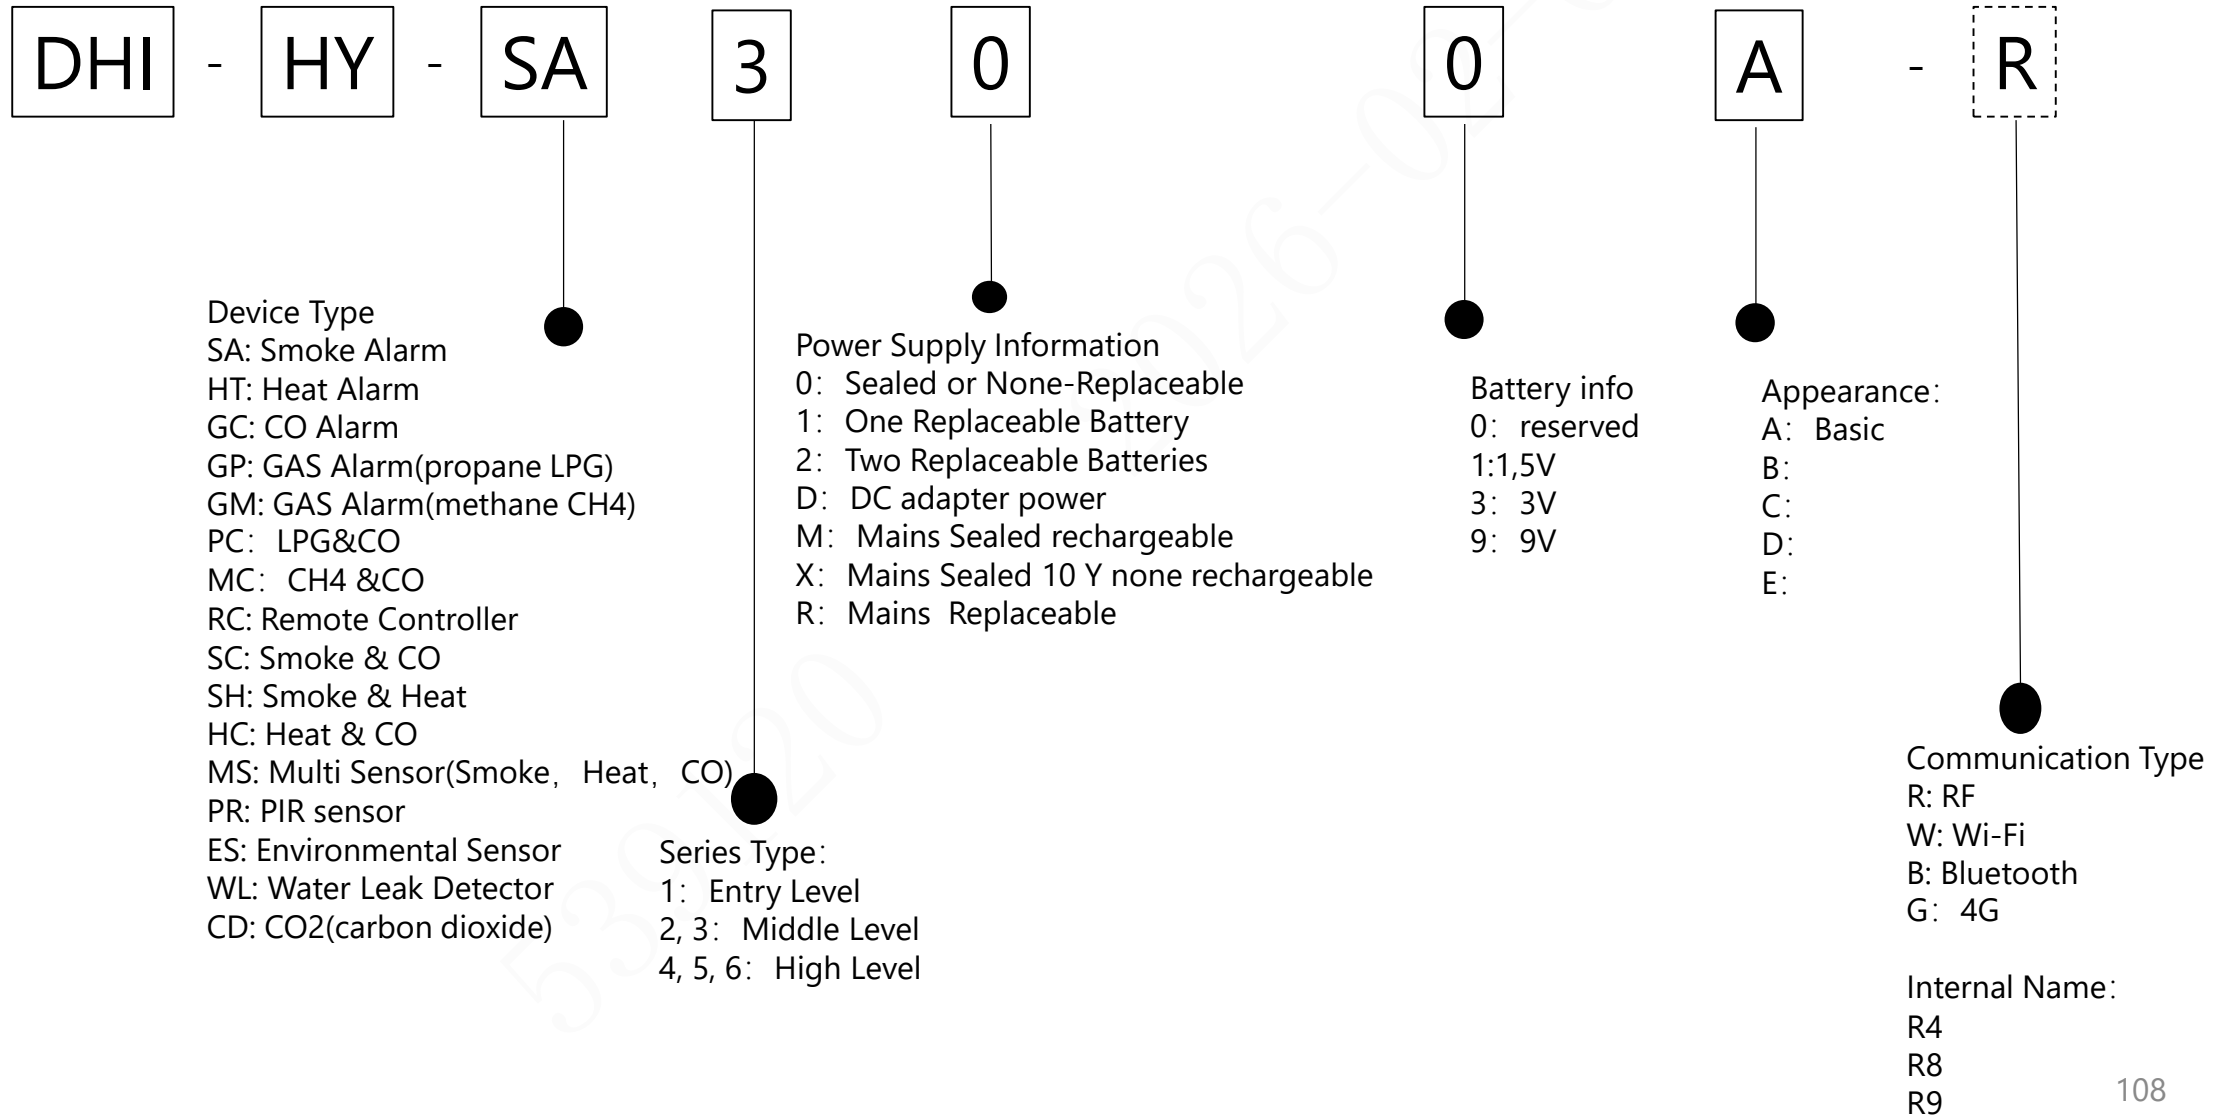 DHI - HY - SA 3 0 0 A - R
Device Type
SA: Smoke Alarm
HT: Heat Alarm
GC: CO Alarm
GP: GAS Alarm(propane LPG)
GM: GAS Alarm(methane CH4)
PC： LPG&CO
MC： CH4 &CO
RC: Remote Controller
SC: Smoke & CO
SH: Smoke & Heat
HC: Heat & CO
MS: Multi Sensor(Smoke，Heat，CO)
PR: PIR sensor
ES: Environmental Sensor
WL: Water Leak Detector
CD: CO2(carbon dioxide)
Series Type：
1： Entry Level
2, 3： Middle Level
4, 5, 6： High Level
Power Supply Information
0： Sealed or None-Replaceable
1： One Replaceable Battery
2： Two Replaceable Batteries
D： DC adapter power
M： Mains Sealed rechargeable
X： Mains Sealed 10 Y none rechargeable
R： Mains Replaceable
Battery info
0： reserved
1:1,5V
3： 3V
9： 9V
Appearance：
A： Basic
B：
C：
D：
E：
Communication Type
R: RF
W: Wi-Fi
B: Bluetooth
G： 4G
Internal Name：
R4
R8
R9
108